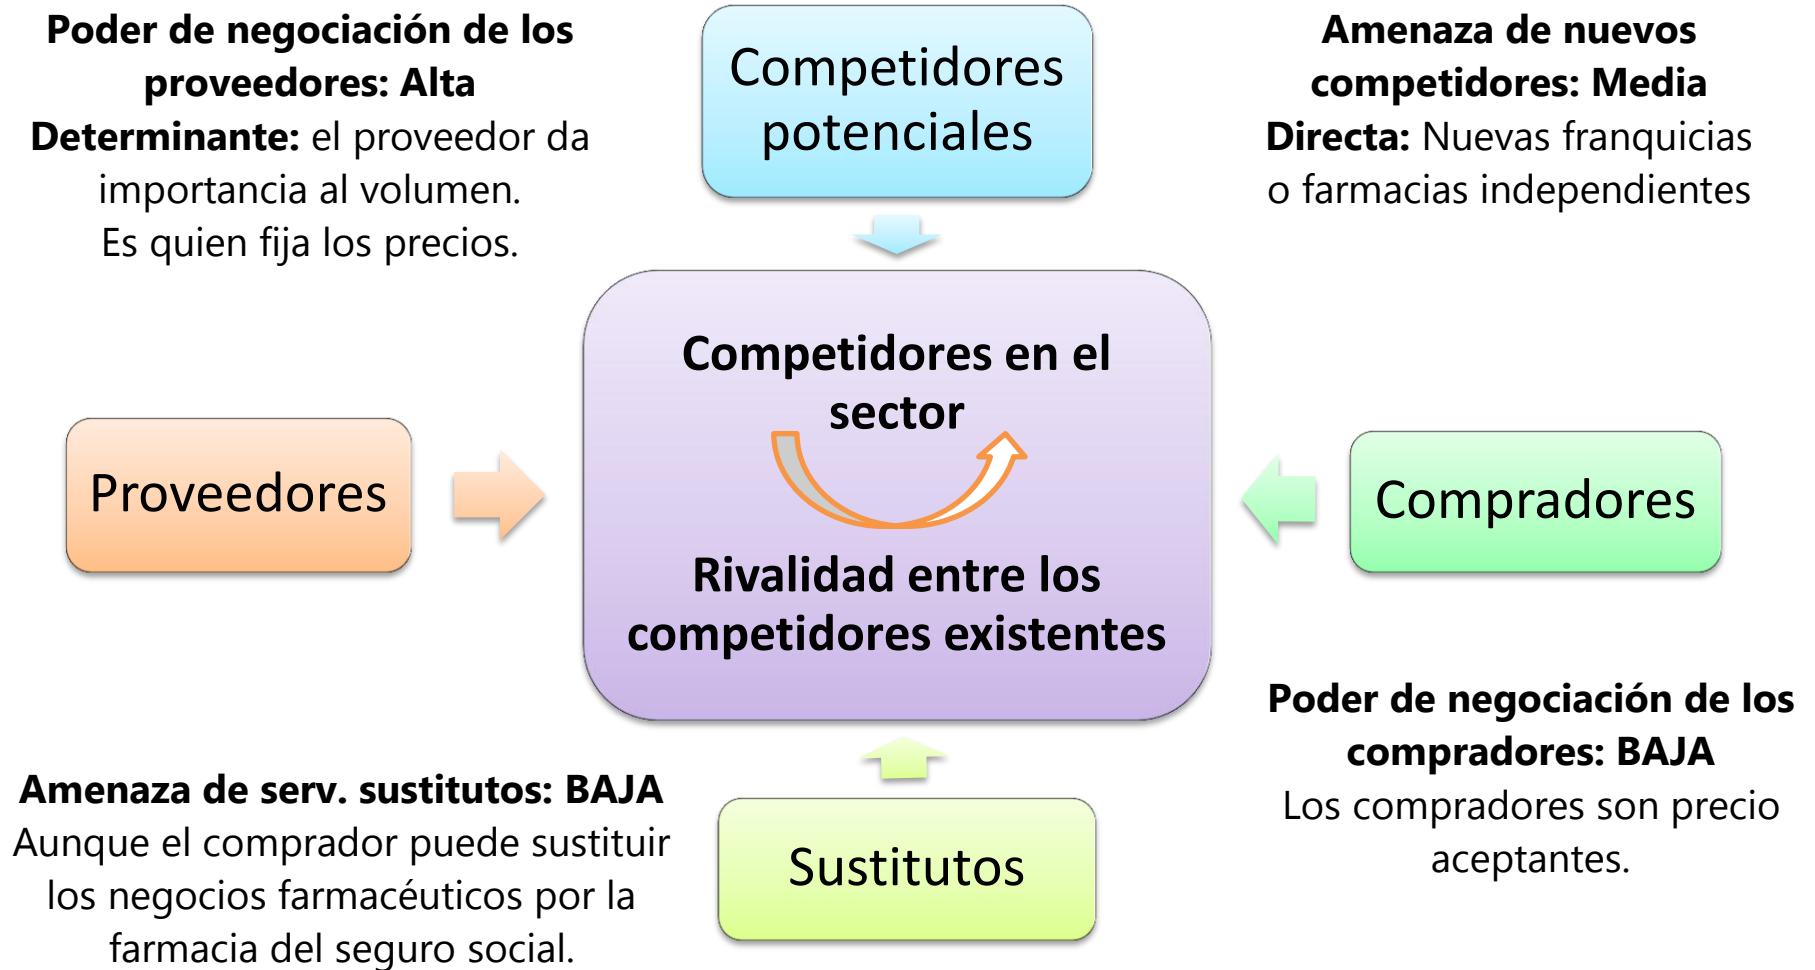 Poder de negociación de los
proveedores: Alta
Determinante: el proveedor da
importancia al volumen.
Es quien fija los precios.
Competidores
potenciales
Amenaza de nuevos
competidores: Media
Directa: Nuevas franquicias
o farmacias independientes
Proveedores
Competidores en el
sector
Rivalidad entre los
competidores existentes
Compradores
Amenaza de serv. sustitutos: BAJA
Aunque el comprador puede sustituir
los negocios farmacéuticos por la
farmacia del seguro social.
Sustitutos
Poder de negociación de los
compradores: BAJA
Los compradores son precio
aceptantes.